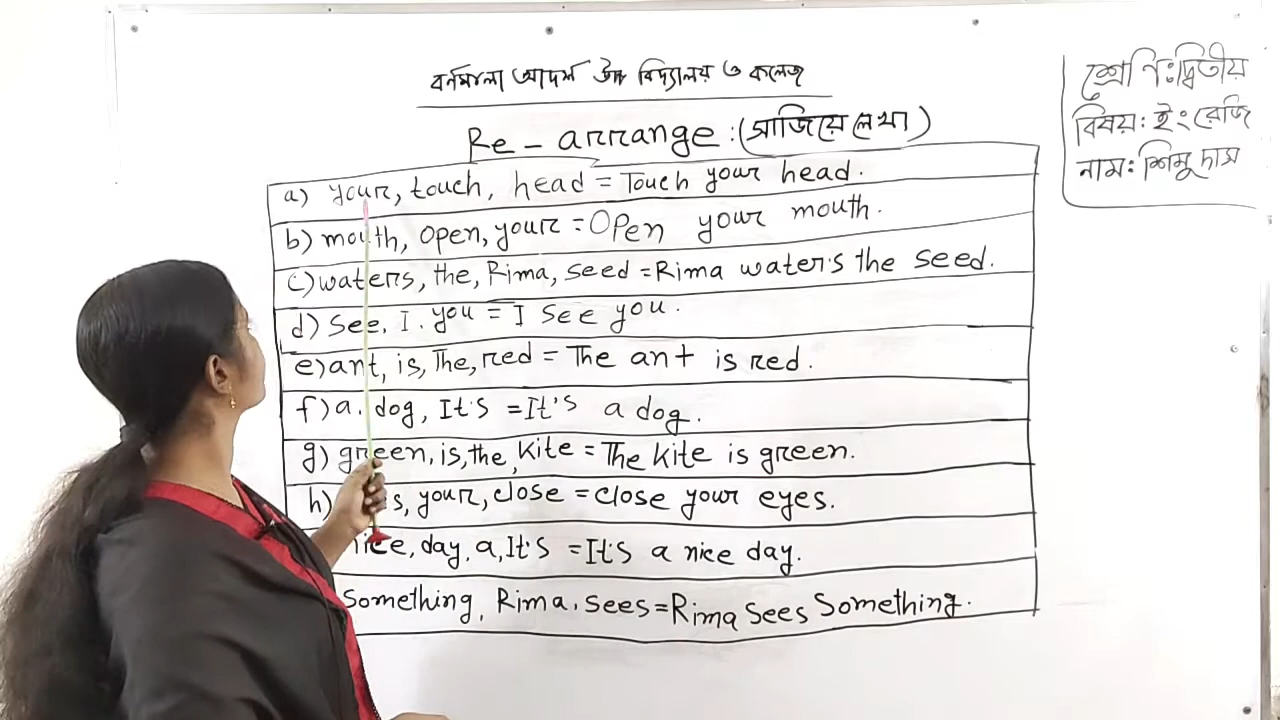 বর্নমালা আদর্শ উচ্চ বিদ্যালয় ও কলেজ
শ্রেণি:দ্বিতীয়
বিষয়: ইংরেজি
নাম: শিমু দাস
Re - arrange: (সাজিয়ে লেখা)
a) your, touch, head = Touch your head.
b) mouth, open, your = Open your mouth.
c) waters, the, Rima, seed = Rima waters the seed.
d) See, I, you = I See you.
e) ant, is, The, red = The ant is red.
f) a, dog, It's = It's a dog.
g) green, is, the, kite = The kite is green.
h) your, close = close your eyes.
nice, day, a, It's = It's a nice day.
Something, Rima, sees = Rima Sees Something.